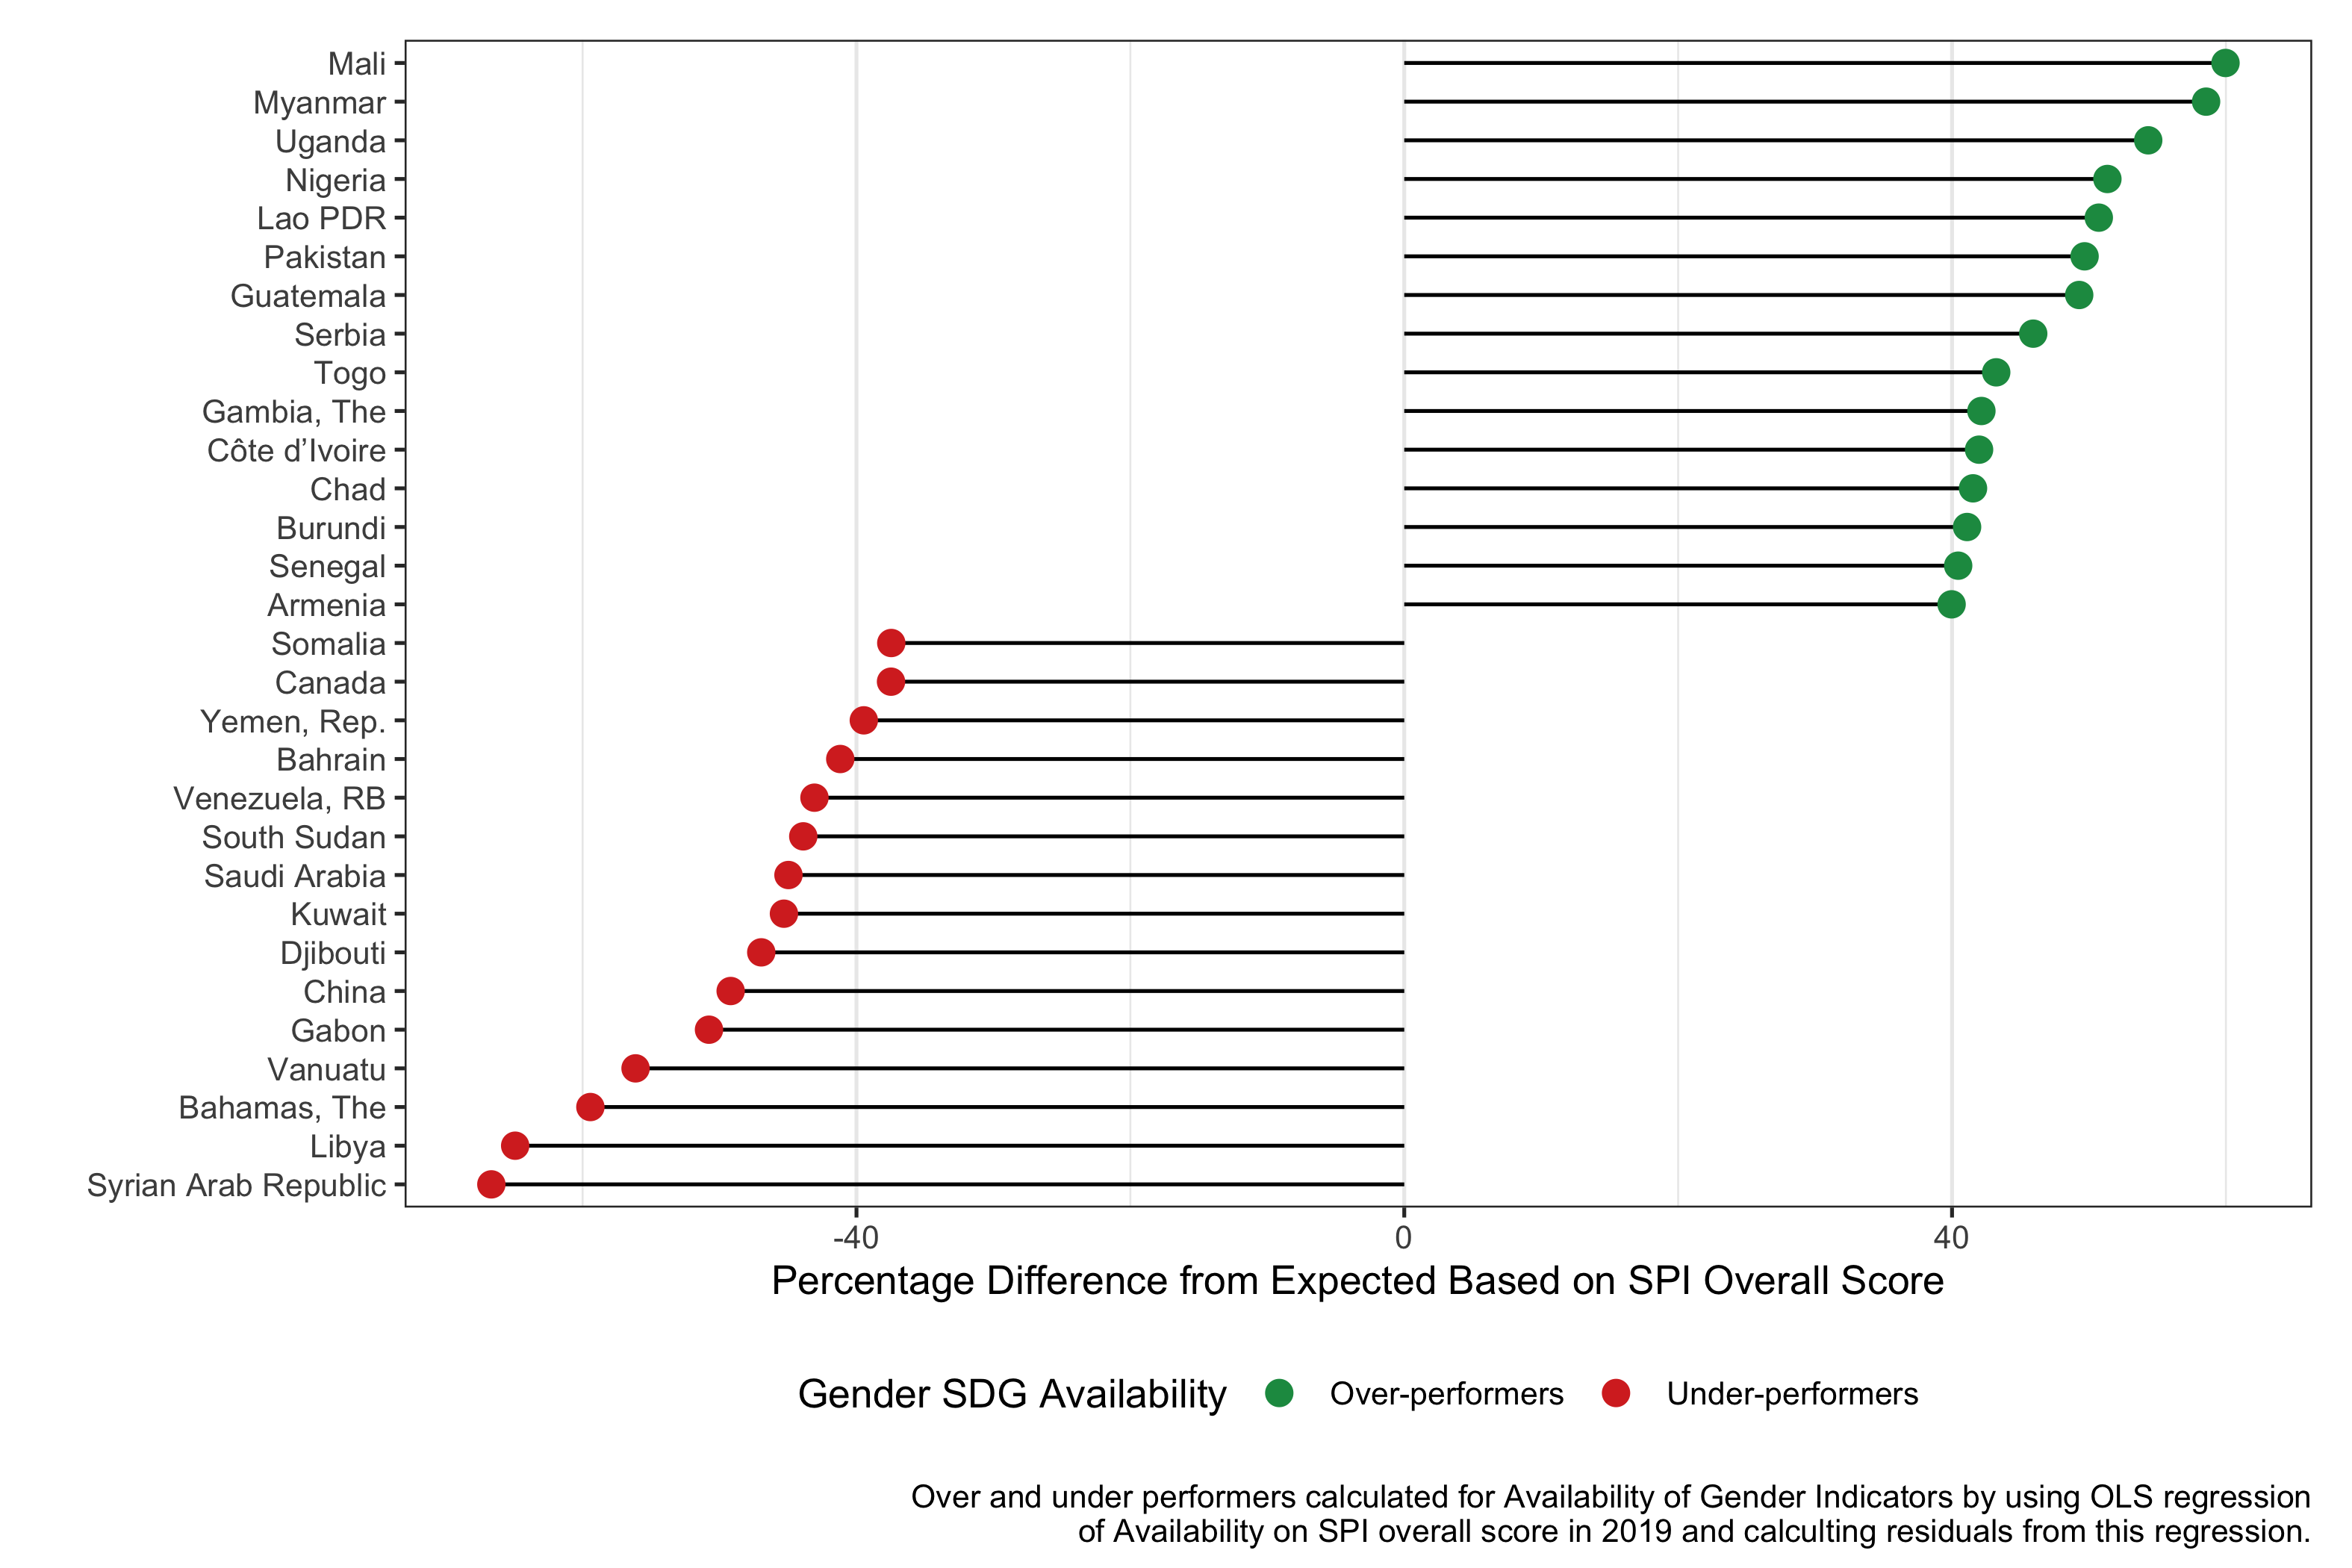 Mali
Myanmar
Uganda
Nigeria
Lao PDR
Pakistan
Guatemala
Serbia
Togo
Gambia, The
Côte d’Ivoire
Chad
Burundi
Senegal
Armenia
Somalia
Canada
Yemen, Rep.
Bahrain
Venezuela, RB
South Sudan
Saudi Arabia
Kuwait
Djibouti
China
Gabon
Vanuatu
Bahamas, The
Libya
Syrian Arab Republic
-40 0 40
Percentage Difference from Expected Based on SPI Overall Score
Gender SDG Availability Over-performers Under-performers
Over and under performers calculated for Availability of Gender Indicators by using OLS regression
of Availability on SPI overall score in 2019 and calculting residuals from this regression.